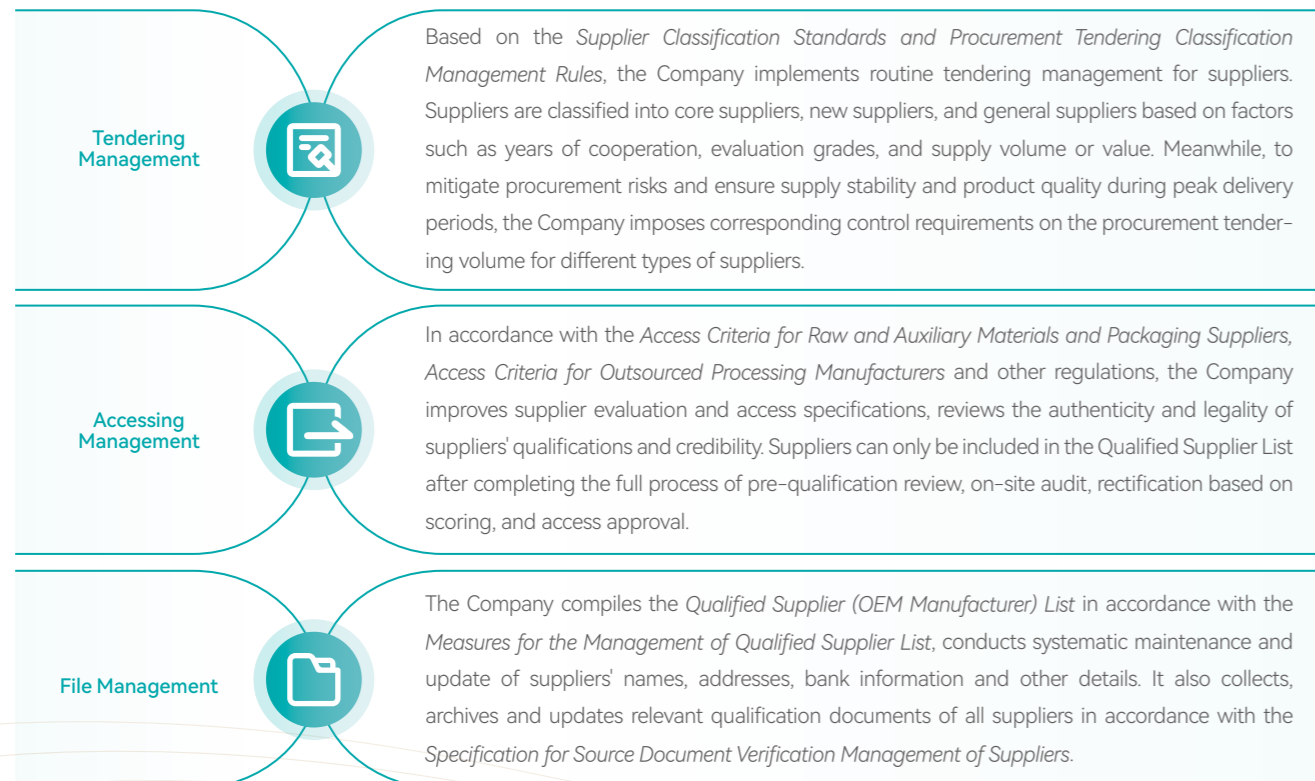 Tendering
Management
Based on the Supplier Classification Standards and Procurement Tendering Classification
Management Rules, the Company implements routine tendering management for suppliers.
Suppliers are classified into core suppliers, new suppliers, and general suppliers based on factors
such as years of cooperation, evaluation grades, and supply volume or value. Meanwhile, to
mitigate procurement risks and ensure supply stability and product quality during peak delivery
periods, the Company imposes corresponding control requirements on the procurement tender-
ing volume for different types of suppliers.
Accessing
Management
In accordance with the Access Criteria for Raw and Auxiliary Materials and Packaging Suppliers,
Access Criteria for Outsourced Processing Manufacturers and other regulations, the Company
improves supplier evaluation and access specifications, reviews the authenticity and legality of
suppliers' qualifications and credibility. Suppliers can only be included in the Qualified Supplier List
after completing the full process of pre-qualification review, on-site audit, rectification based on
scoring, and access approval.
File Management
The Company compiles the Qualified Supplier (OEM Manufacturer) List in accordance with the
Measures for the Management of Qualified Supplier List, conducts systematic maintenance and
update of suppliers' names, addresses, bank information and other details. It also collects,
archives and updates relevant qualification documents of all suppliers in accordance with the
Specification for Source Document Verification Management of Suppliers.